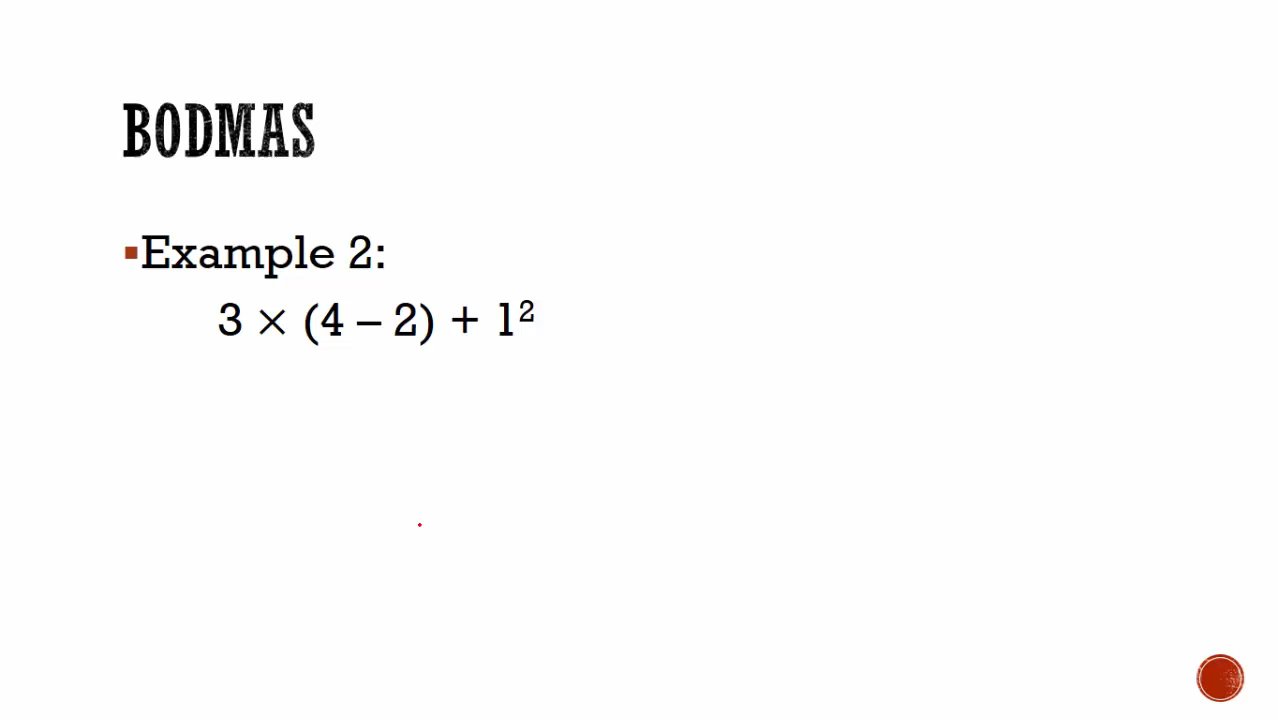 BODMAS
▪Example 2:
3 × (4 – 2) + 1²